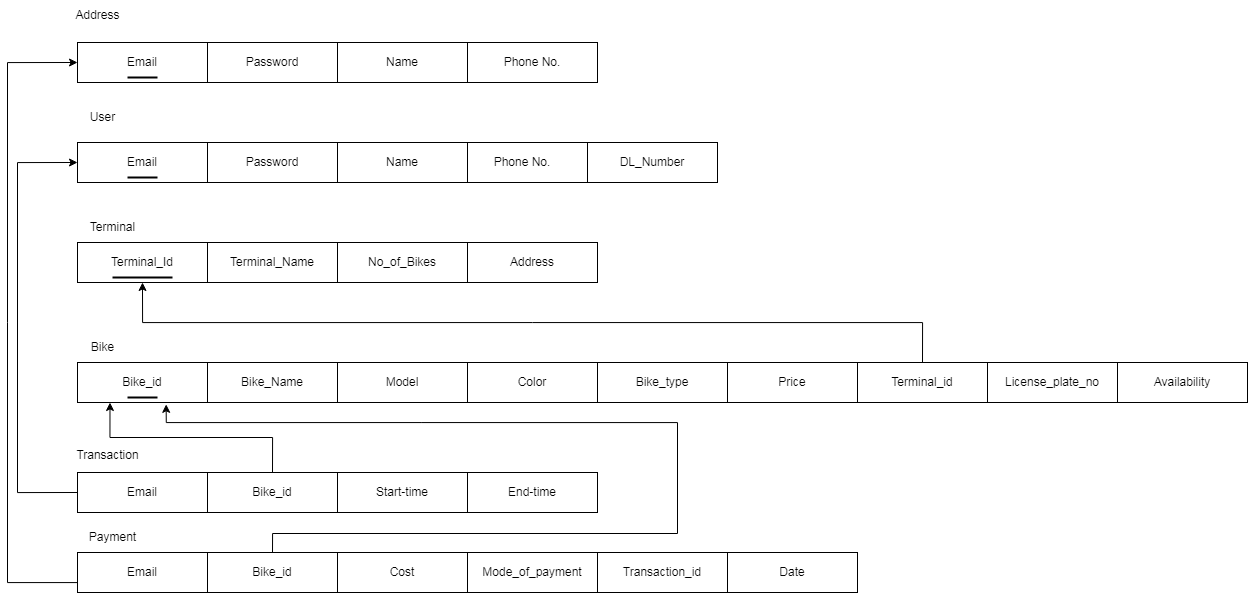 Address
Email Password Name Phone No.
User
Email Password Name Phone No. DL_Number
Terminal
Terminal_Id Terminal_Name No_of_Bikes Address
Bike
Bike_id Bike_Name Model Color Bike_type Price Terminal_id License_plate_no Availability
Transaction
Email Bike_id Start-time End-time
Payment
Email Bike_id Cost Mode_of_payment Transaction_id Date